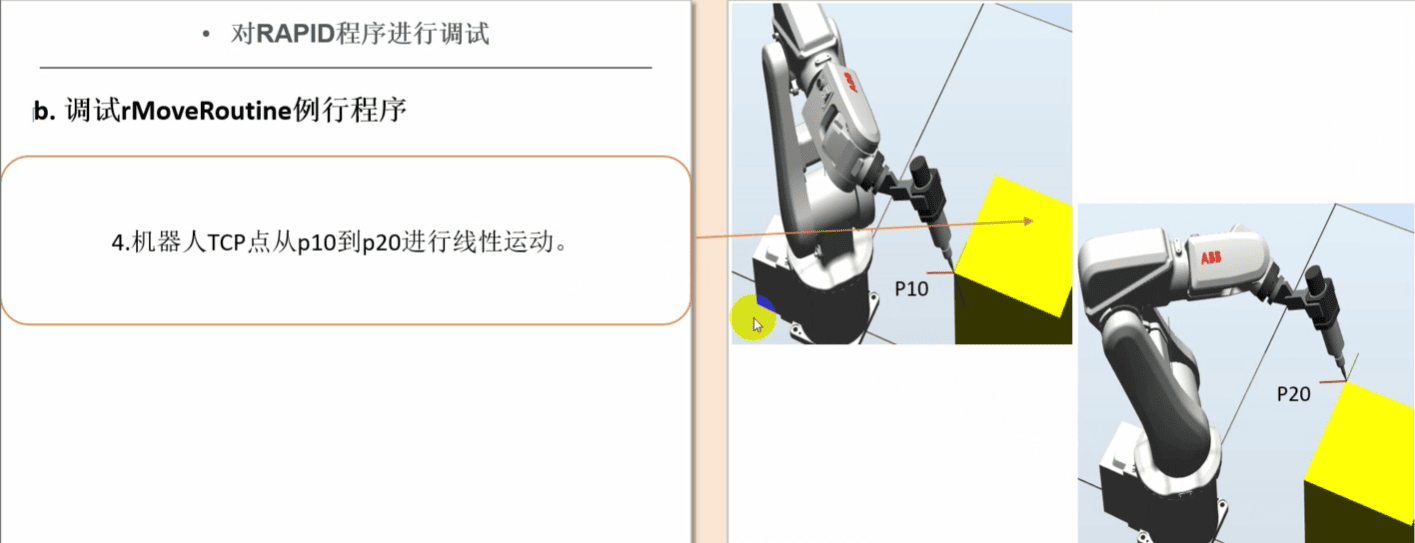 • 对RAPID程序进行调试
b. 调试rMoveRoutine例行程序
4.机器人TCP点从p10到p20进行线性运动。
ABB
P10
ABB
P20